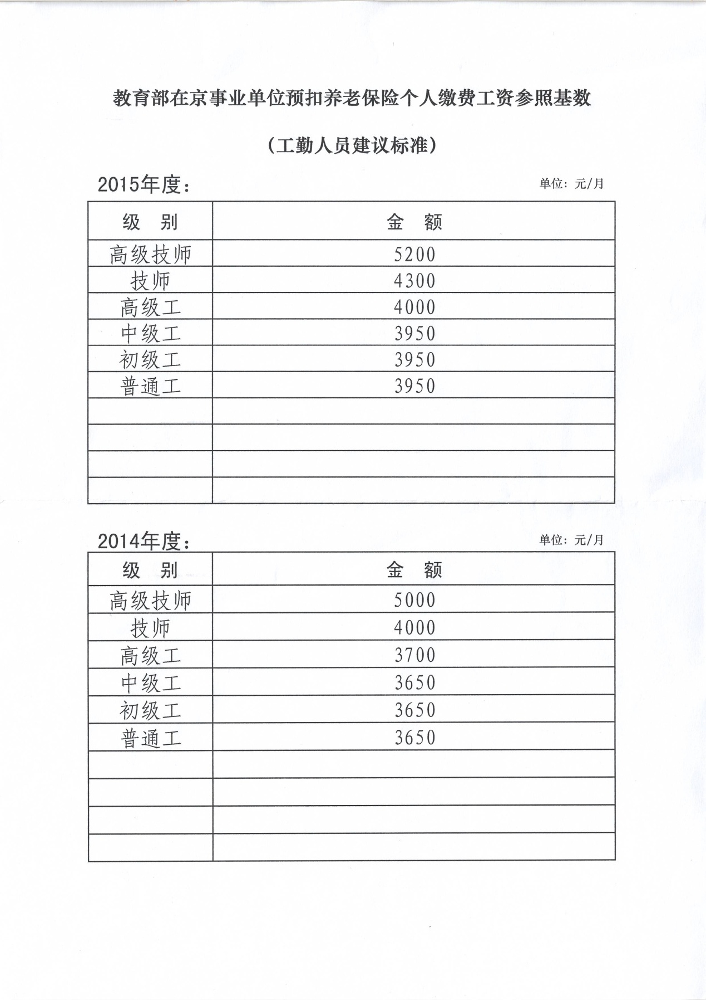 教育部在京事业单位预扣养老保险个人缴费工资参照基数
（工勤人员建议标准）
2015年度： 单位：元/月
级 别 金 额
高级技师 5200
技师 4300
高级工 4000
中级工 3950
初级工 3950
普通工 3950
2014年度： 单位：元/月
级 别 金 额
高级技师 5000
技师 4000
高级工 3700
中级工 3650
初级工 3650
普通工 3650